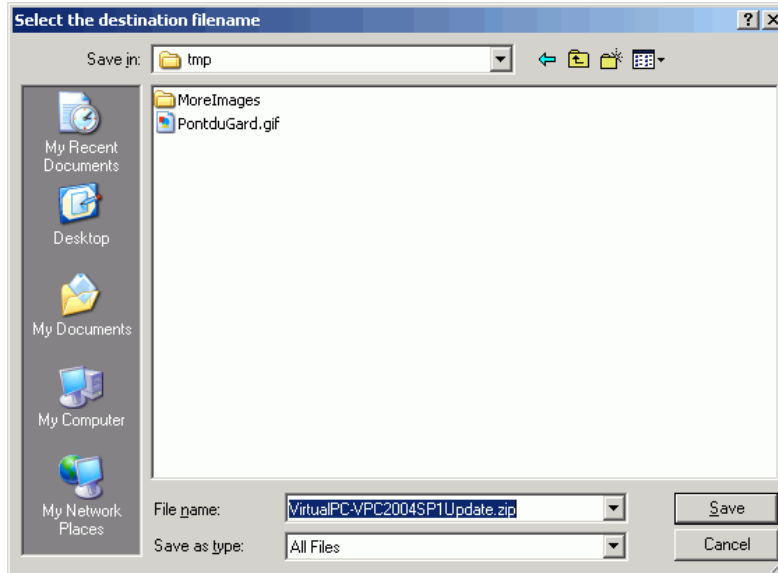 Select the destination filename
Save in: tmp
MoreImages
PontduGard.gif
My Recent
Documents
Desktop
My Documents
My Computer
My Network
Places
File name: VirtualPC-VPC2004SP1Update.zip Save
Save as type: All Files Cancel